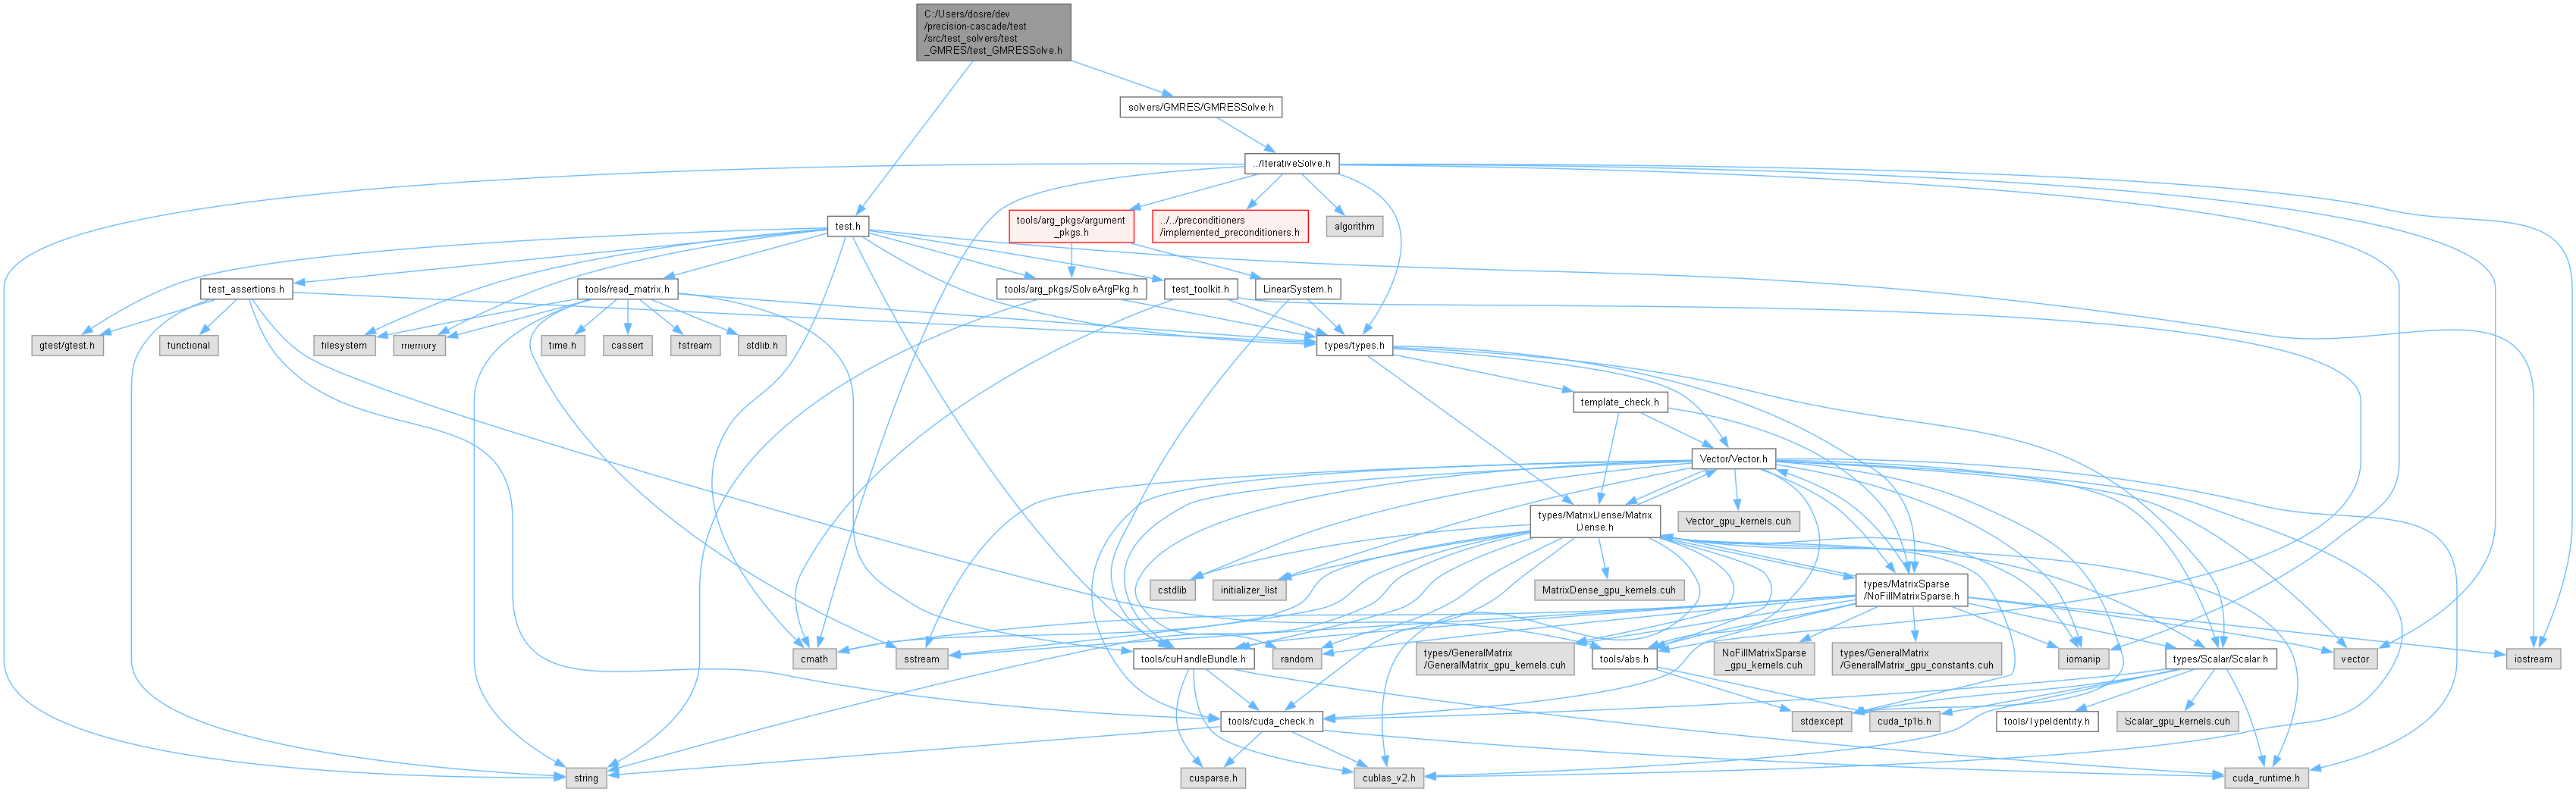 C:/Users/dosre/dev
/precision-cascade/test
/src/test_solvers/test
_GMRES/test_GMRESSolve.h
solvers/GMRES/GMRESSolve.h
../IterativeSolve.h
test.h
tools/arg_pkgs/argument
_pkgs.h
../../preconditioners
/implemented_preconditioners.h
algorithm
test_assertions.h
tools/read_matrix.h
tools/arg_pkgs/SolveArgPkg.h
test_toolkit.h
LinearSystem.h
gtest/gtest.h
functional
filesystem
memory
time.h
cassert
fstream
stdlib.h
types/types.h
template_check.h
Vector/Vector.h
types/MatrixDense/Matrix
Dense.h
Vector_gpu_kernels.cuh
cstdlib
initializer_list
MatrixDense_gpu_kernels.cuh
types/MatrixSparse
/NoFillMatrixSparse.h
cmath
sstream
tools/cuHandleBundle.h
random
types/GeneralMatrix
/GeneralMatrix_gpu_kernels.cuh
tools/abs.h
NoFillMatrixSparse
_gpu_kernels.cuh
types/GeneralMatrix
/GeneralMatrix_gpu_constants.cuh
iomanip
types/Scalar/Scalar.h
vector
iostream
tools/cuda_check.h
stdexcept
cuda_fp16.h
tools/TypeIdentity.h
Scalar_gpu_kernels.cuh
string
cusparse.h
cublas_v2.h
cuda_runtime.h